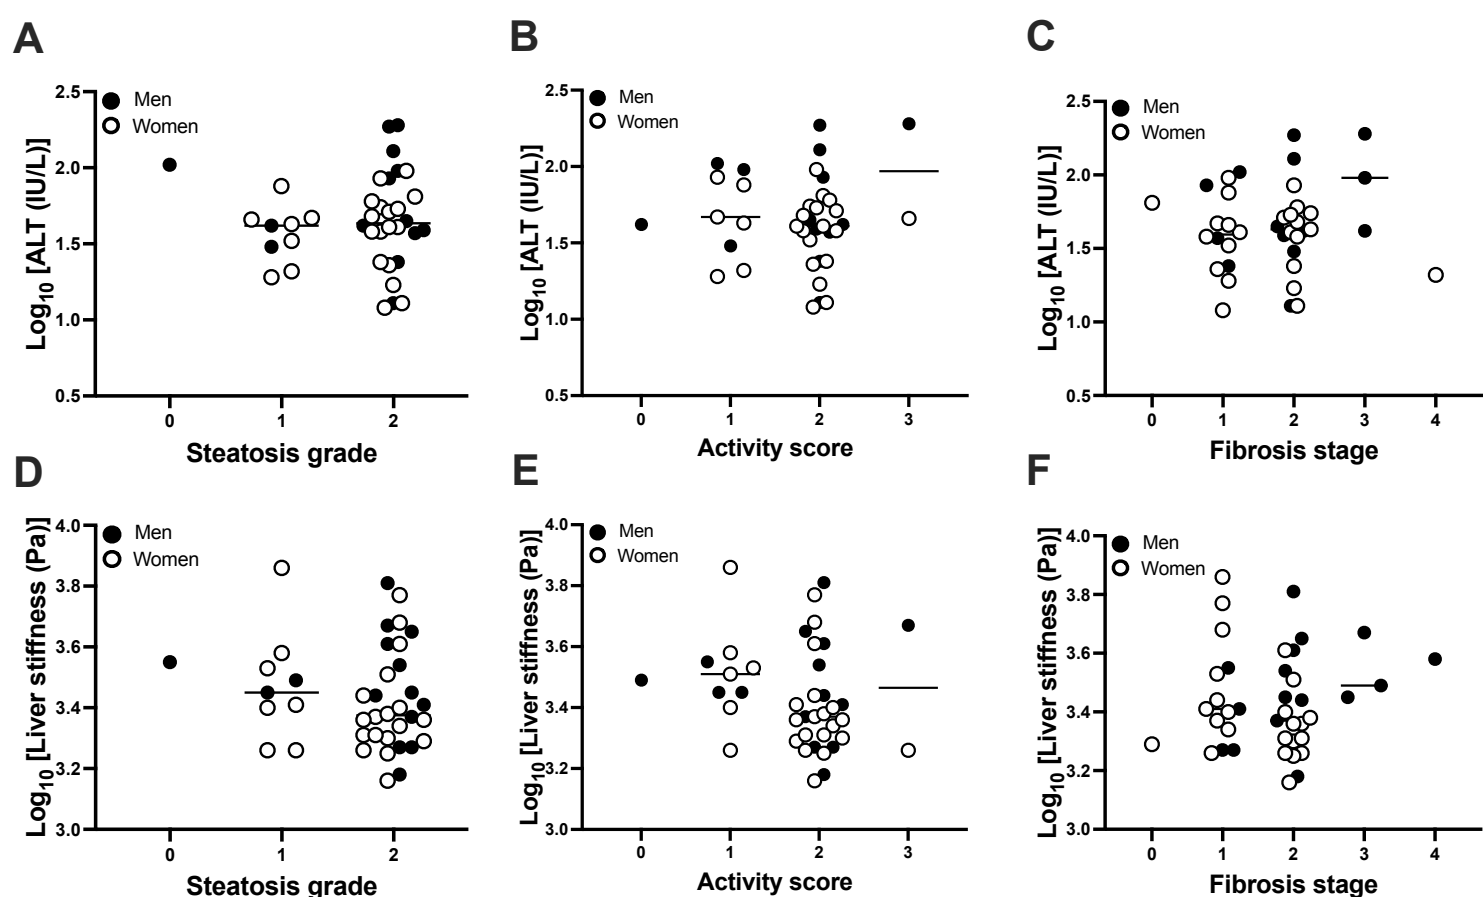 A
B
C
Log10 [ALT (IU/L)]
2.5
2.0
1.5
1.0
0.5
Men
Women
0
1
2
Steatosis grade
Log10 [ALT (IU/L)]
2.5
2.0
1.5
1.0
0.5
Men
Women
0
1
2
3
Activity score
Log10 [ALT (IU/L)]
2.5
2.0
1.5
1.0
0.5
Men
Women
0
1
2
3
4
Fibrosis stage
D
E
F
Log10 [Liver stiffness (Pa)]
4.0
3.8
3.6
3.4
3.2
3.0
Men
Women
0
1
2
Steatosis grade
Log10 [Liver stiffness (Pa)]
4.0
3.8
3.6
3.4
3.2
3.0
Men
Women
0
1
2
3
Activity score
Log10 [Liver stiffness (Pa)]
4.0
3.8
3.6
3.4
3.2
3.0
Men
Women
0
1
2
3
4
Fibrosis stage